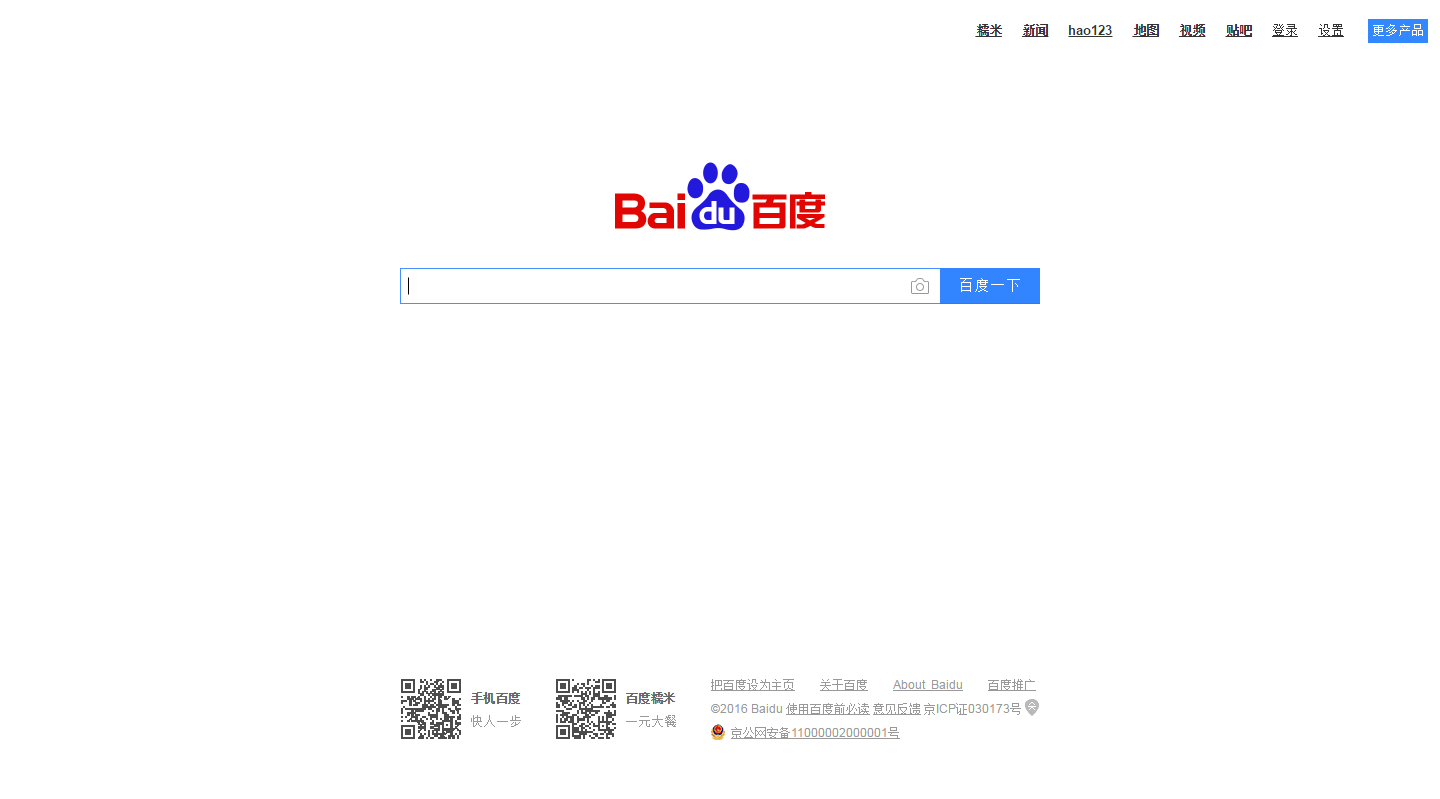 糯米 新闻 hao123 地图 视频 贴吧 登录 设置 更多产品
Baidu百度
百度一下
手机百度
快人一步
百度糯米
一元大餐
把百度设为主页 关于百度 About Baidu 百度推广
©2016 Baidu 使用百度前必读 意见反馈 京ICP证030173号
京公网安备11000002000001号